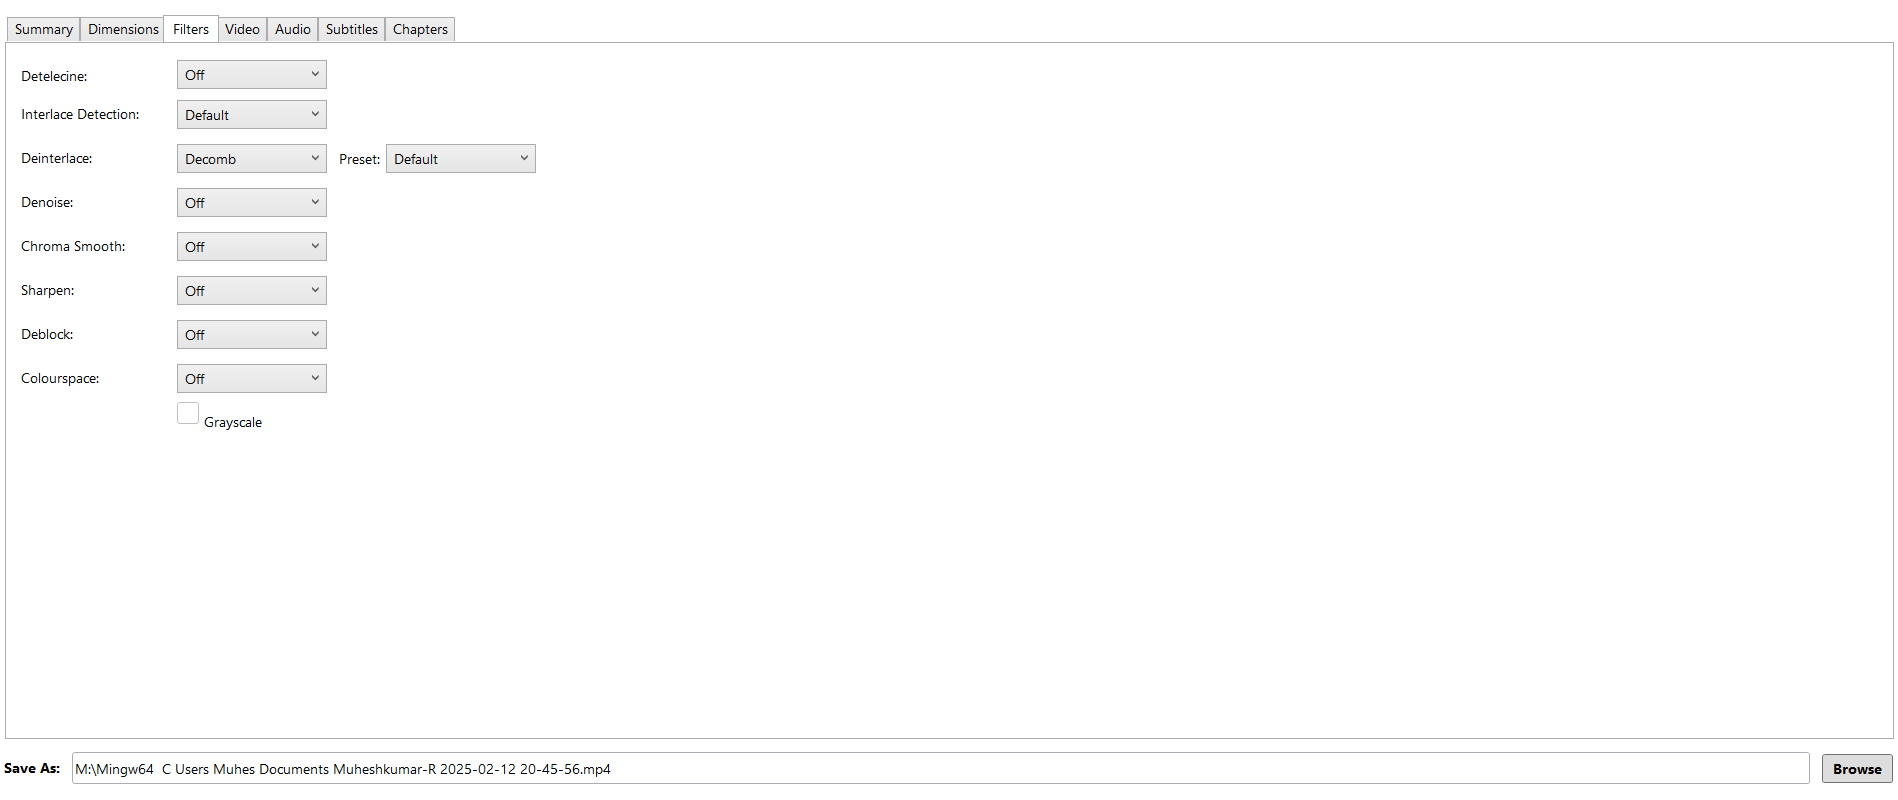 Summary Dimensions Filters Video Audio Subtitles Chapters
Detelecine: Off
Interlace Detection: Default
Deinterlace: Decomb Preset: Default
Denoise: Off
Chroma Smooth: Off
Sharpen: Off
Deblock: Off
Colourspace: Off
Grayscale
Save As: M:\Mingw64  C Users Muhes Documents Muheshkumar-R 2025-02-12 20-45-56.mp4 Browse